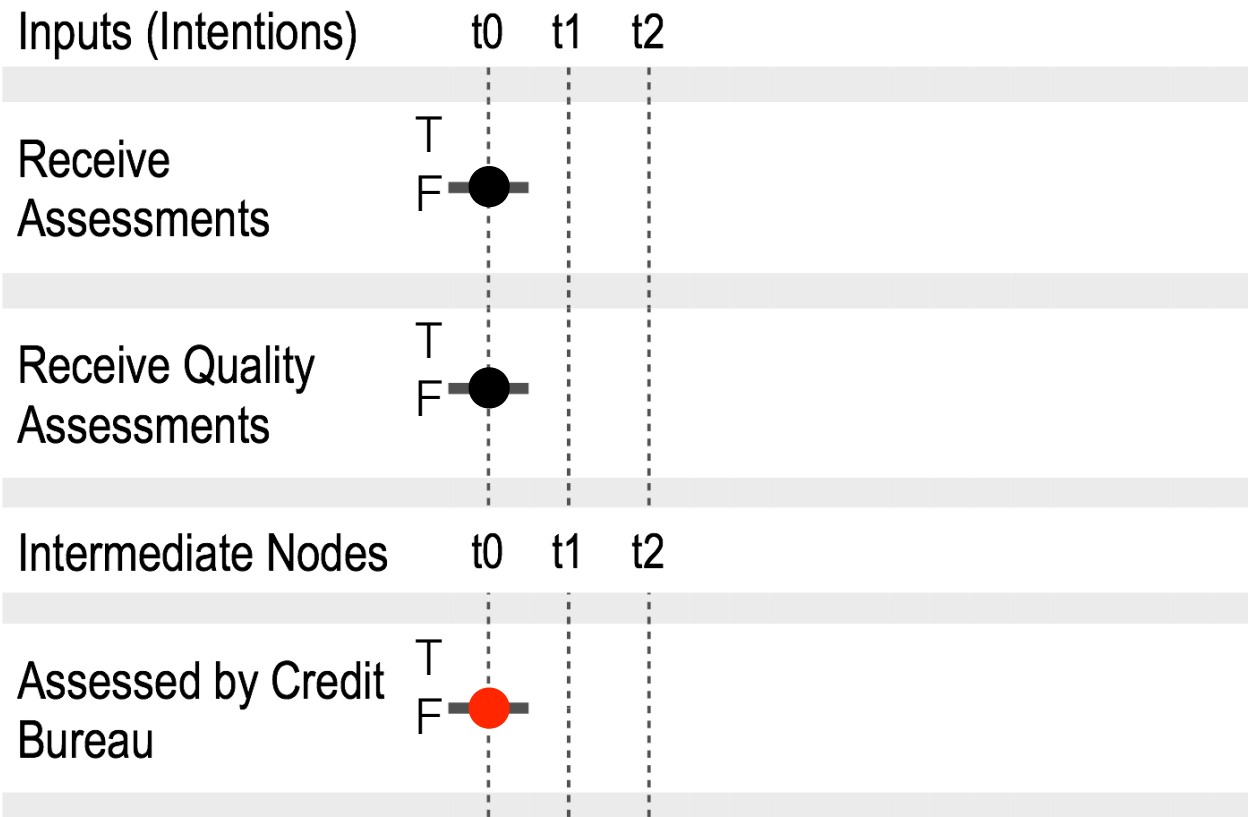 Inputs (Intentions) t0 t1 t2
T
Receive
F
Assessments
T
Receive Quality
F
Assessments
Intermediate Nodes t0 t1 t2
T
Assessed by Credit
F
Bureau